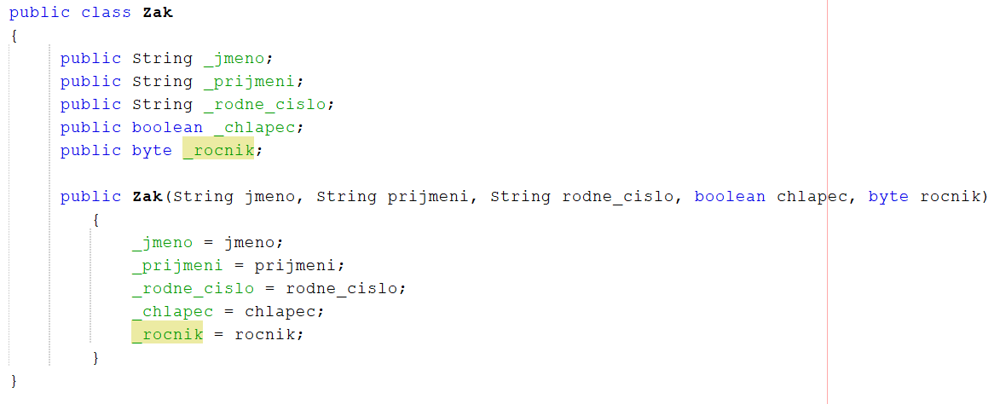 public class Zak
{
public String _jmeno;
public String _prijmeni;
public String _rodne_cislo;
public boolean _chlapec;
public byte _rocnik;
public Zak(String jmeno, String prijmeni, String rodne_cislo, boolean chlapec, byte rocnik)
{
_jmeno = jmeno;
_prijmeni = prijmeni;
_rodne_cislo = rodne_cislo;
_chlapec = chlapec;
_rocnik = rocnik;
}
}